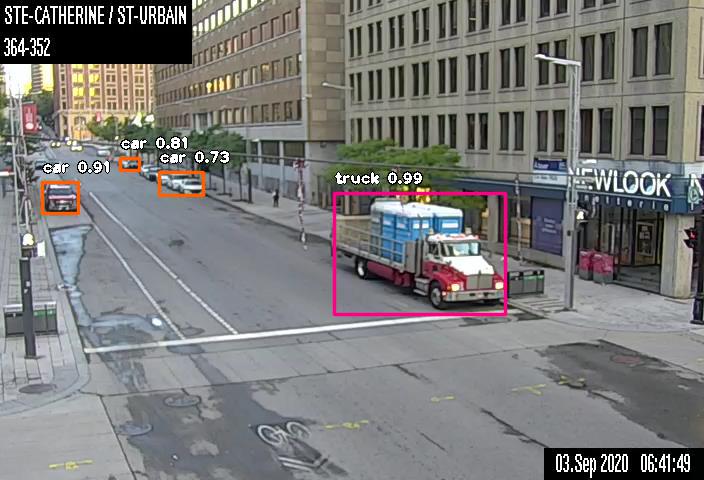 STE-CATHERINE / ST-URBAIN
364-352
car 0.81
car 0.73
car 0.91
truck 0.99
NEWLOOK
N
03.Sep 2020 06:41:49